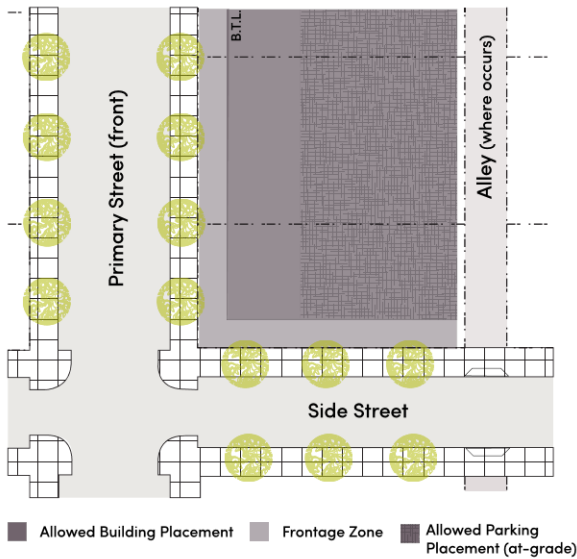 B.T.L.
Primary Street (front)
Alley (where occurs)
Side Street
Allowed Building Placement
Frontage Zone
Allowed Parking
Placement (at-grade)